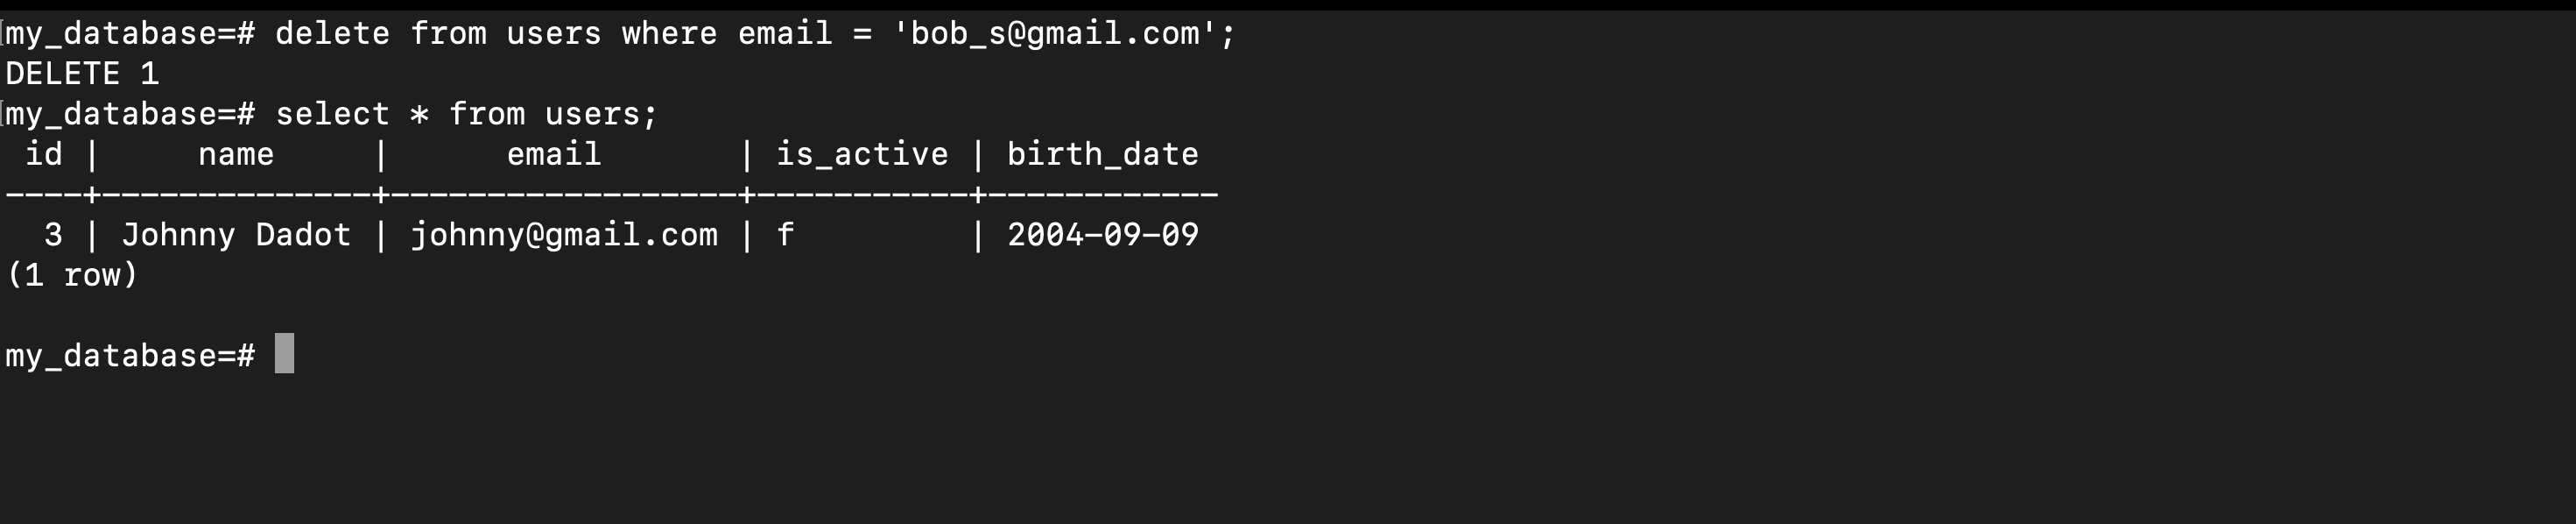 my_database=# delete from users where email = 'bob_s@gmail.com';
DELETE 1
my_database=# select * from users;
 id |     name     |      email       | is_active | birth_date
----+--------------+------------------+-----------+------------
  3 | Johnny Dadot | johnny@gmail.com | f         | 2004-09-09
(1 row)
my_database=#